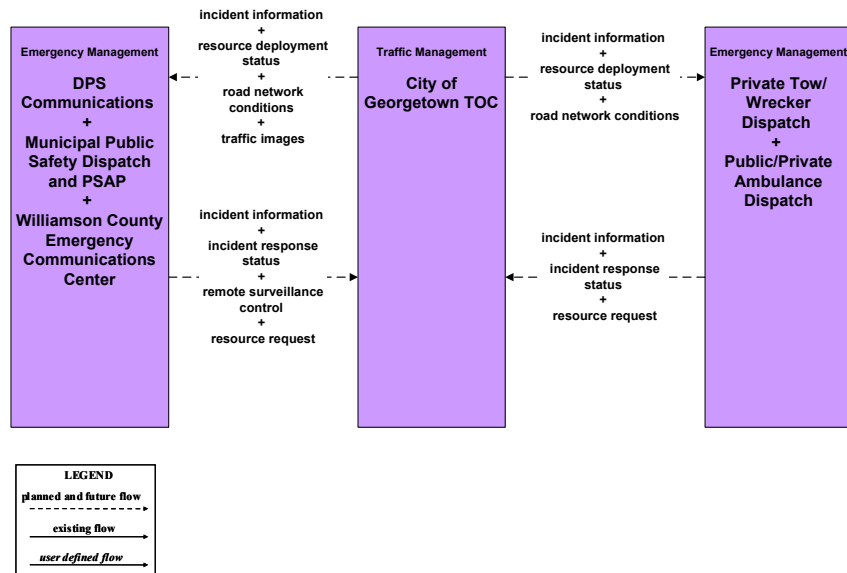 Emergency Management
DPS
Communications
+
Municipal Public
Safety Dispatch
and PSAP
+
Williamson County
Emergency
Communications
Center
incident information
+
resource deployment
status
+
road network
conditions
+
traffic images
incident information
+
incident response
status
+
remote surveillance
control
+
resource request
Traffic Management
City of
Georgetown TOC
incident information
+
resource deployment
status
+
road network conditions
incident information
+
incident response
status
+
resource request
Emergency Management
Private Tow/
Wrecker
Dispatch
+
Public/Private
Ambulance
Dispatch
LEGEND
planned and future flow
existing flow
user defined flow